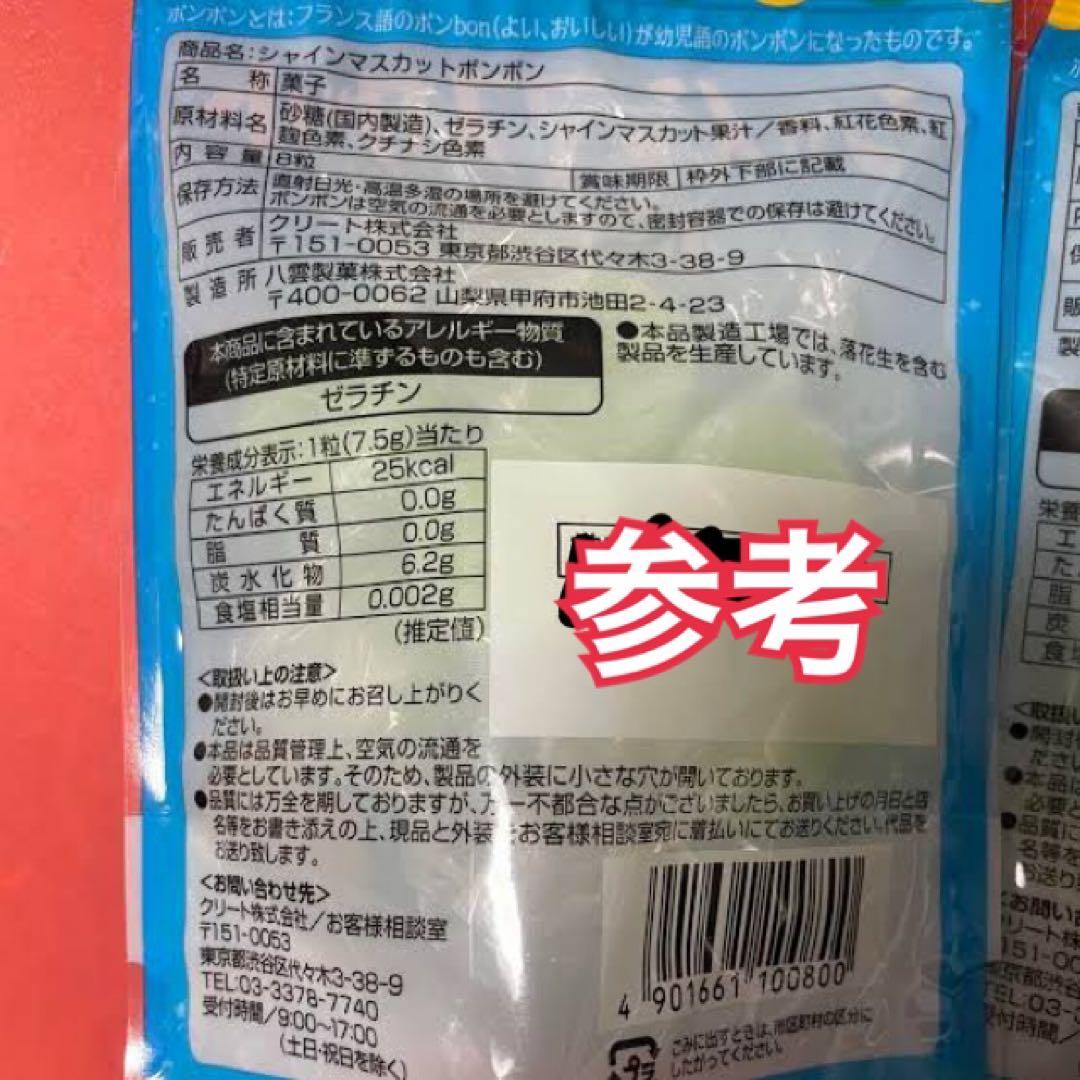 ボンボンとは:フランス語のボンbon(よい、おいしい)が幼児語のボンボンになったものです。
商品名:シャインマスカットボンボン
名称 菓子
原材料名 砂糖(国内製造)、ゼラチン、シャインマスカット果汁/香料、紅花色素、紅
麹色素、クチナシ色素
内容量 8粒 賞味期限 枠外下部に記載
保存方法 直射日光・高温多湿の場所を避けてください。
ボンボンは空気の流通を必要としますので、密封容器での保存は避けてください。
販売者 クリート株式会社
〒151-0053 東京都渋谷区代々木3-38-9
製造所 八雲製菓株式会社
〒400-0062 山梨県甲府市池田2-4-23
本商品に含まれているアレルギー物質
(特定原材料に準ずるものも含む)
ゼラチン
●本品製造工場では、落花生を含む
製品を生産しています。
栄養成分表示:1粒(7.5g)当たり
エネルギー 25kcal
たんぱく質 0.0g
脂質 0.0g
炭水化物 6.2g
食塩相当量 0.002g
(推定値)
参考
<取扱い上の注意>
●開封後はお早めにお召し上がりく
ださい。
●本品は品質管理上、空気の流通を
必要としています。そのため、製品の外装に小さな穴が開いております。
●品質には万全を期しておりますが、万一不都合な点がございましたら、お買い上げの月日と店
名等をお書き添えの上、現品と外装をお客様相談室宛に着払いにてお送りください。代品を
お送り致します。
<お問い合わせ先>
クリート株式会社/お客様相談室
〒151-0053
東京都渋谷区代々木3-38-9
TEL:03-3378-7740
受付時間/9:00〜17:00
(土日・祝日を除く)
4 901661 100800
プラ
ごみに出すときは、市区町村の区分に
したがってください。